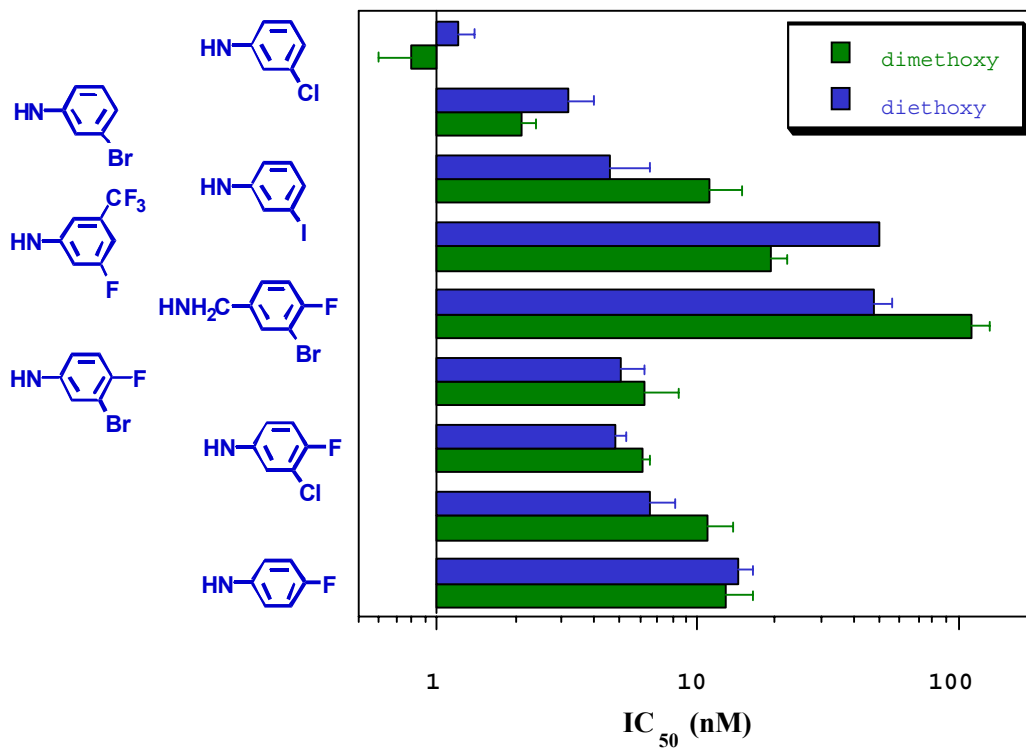 HN
Cl
dimethoxy
diethoxy
HN
Br
HN
I
CF3
HN
F
HNH2C
F
Br
HN
F
Br
HN
F
Cl
HN
F
1
10
100
IC50 (nM)